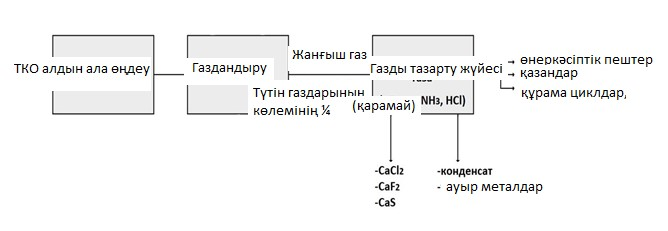 ТКО алдын ала өңдеу
Газдандыру
Жанғыш газ
Түтін газдарының
көлемінің ¼
Газды тазарту жүйесі
(қарамай)
NH₃, HCl)
өнеркәсіптік пештер
қазандар
құрама циклдар,
-CaCl₂
-CaF₂
-CaS
-конденсат
- ауыр металдар